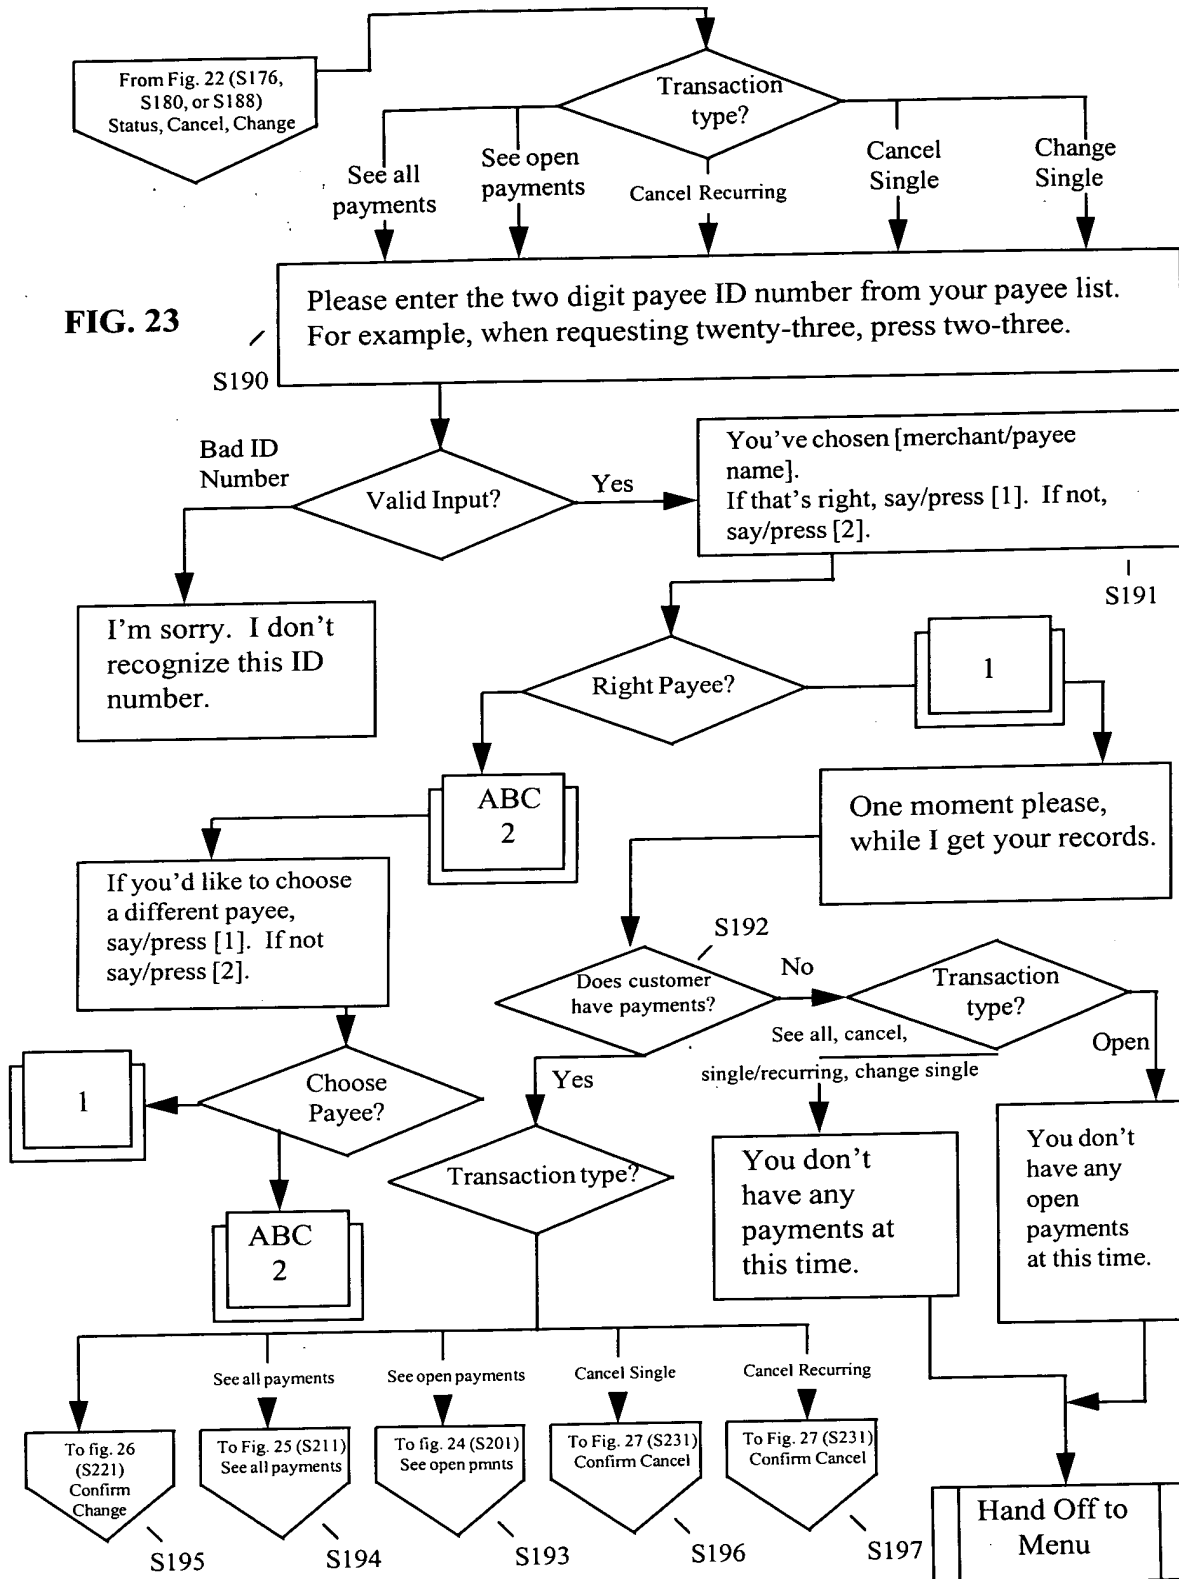 From Fig. 22 (S176,
S180, or S188)
Status, Cancel, Change
Transaction
type?
See all
payments
See open
payments
Cancel Recurring
Cancel
Single
Change
Single
FIG. 23
Please enter the two digit payee ID number from your payee list.
For example, when requesting twenty-three, press two-three.
S190
Bad ID
Number
Valid Input?
Yes
You've chosen [merchant/payee
name].
If that's right, say/press [1]. If not,
say/press [2].
S191
I'm sorry. I don't
recognize this ID
number.
Right Payee?
1
ABC
2
One moment please,
while I get your records.
If you'd like to choose
a different payee,
say/press [1]. If not
say/press [2].
S192
Does customer
have payments?
No
Transaction
type?
See all, cancel,
single/recurring, change single
Open
Yes
Choose
Payee?
1
Transaction type?
You don't
have any
payments at
this time.
You don't
have any
open
payments
at this time.
ABC
2
See all payments
See open payments
Cancel Single
Cancel Recurring
To fig. 26
(S221)
Confirm
Change
To Fig. 25 (S211)
See all payments
To fig. 24 (S201)
See open pmnts
To Fig. 27 (S231)
Confirm Cancel
To Fig. 27 (S231)
Confirm Cancel
S195
S194
S193
S196
S197
Hand Off to
Menu